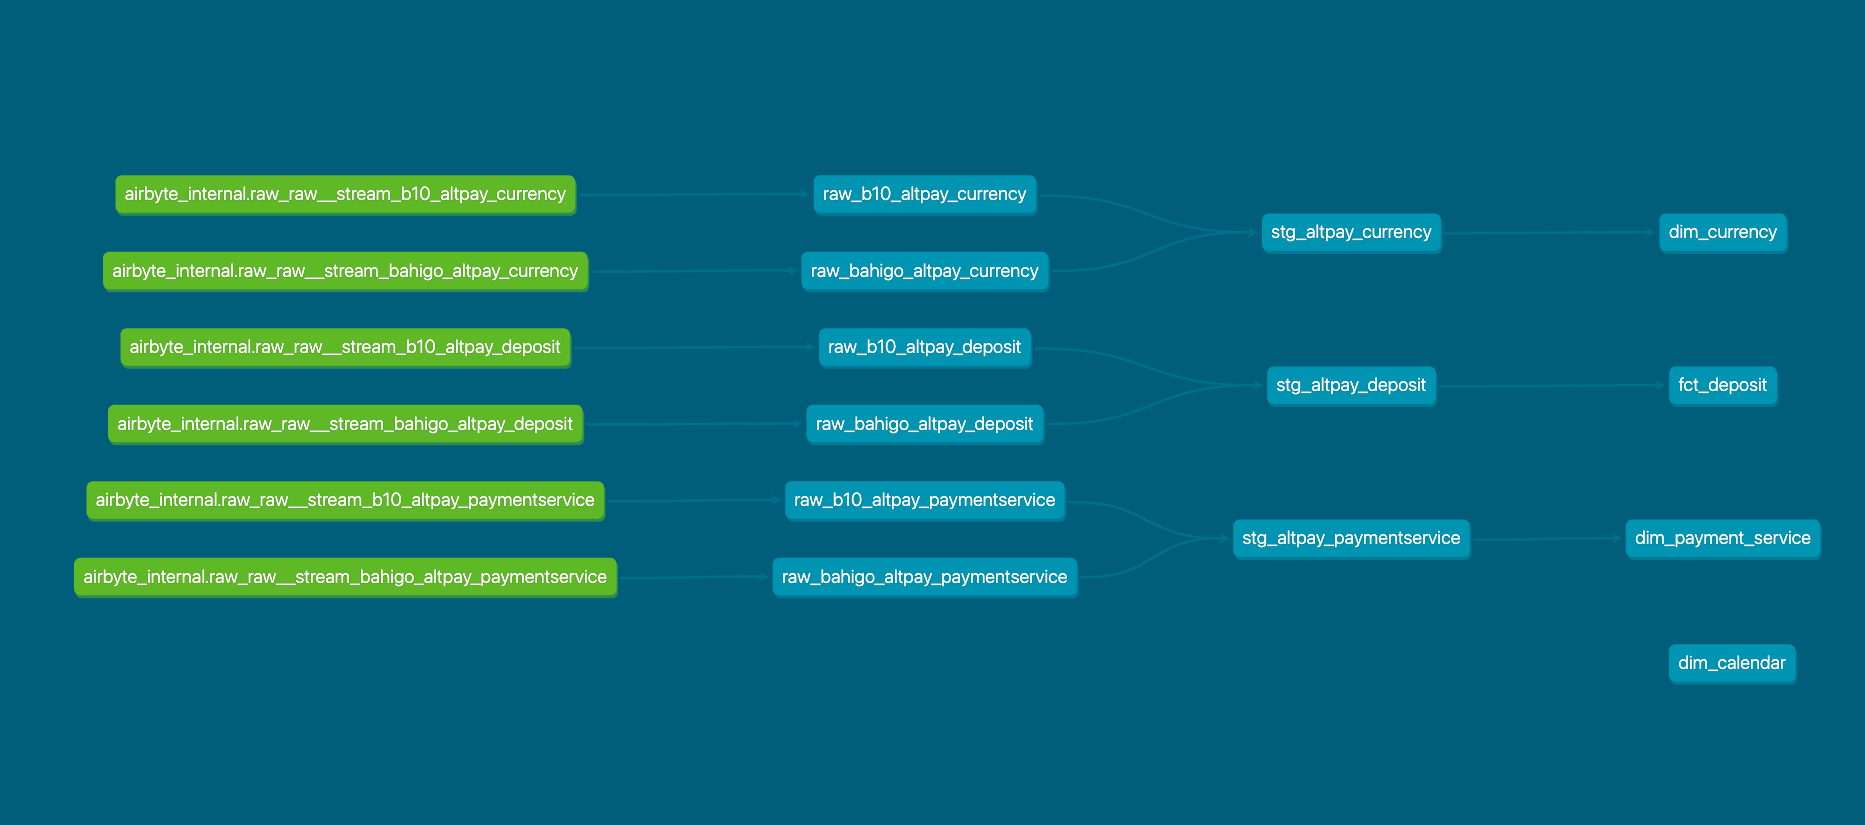 airbyte_internal.raw_raw__stream_b10_altpay_currency
raw_b10_altpay_currency
stg_altpay_currency
dim_currency
airbyte_internal.raw_raw__stream_bahigo_altpay_currency
raw_bahigo_altpay_currency
airbyte_internal.raw_raw__stream_b10_altpay_deposit
raw_b10_altpay_deposit
stg_altpay_deposit
fct_deposit
airbyte_internal.raw_raw__stream_bahigo_altpay_deposit
raw_bahigo_altpay_deposit
airbyte_internal.raw_raw__stream_b10_altpay_paymentservice
raw_b10_altpay_paymentservice
stg_altpay_paymentservice
dim_payment_service
airbyte_internal.raw_raw__stream_bahigo_altpay_paymentservice
raw_bahigo_altpay_paymentservice
dim_calendar